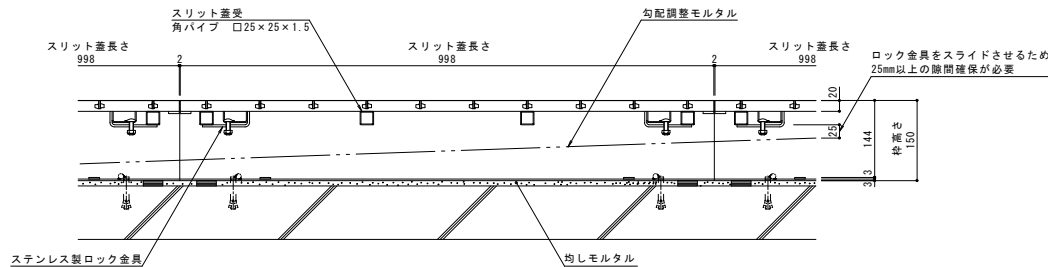 スリット蓋受
角パイプ □25×25×1.5
勾配調整モルタル
スリット蓋長さ
998
2
スリット蓋長さ
998
2
スリット蓋長さ
998
ロック金具をスライドさせるため
25mm以上の隙間確保が必要
20
25
144
枠高さ
150
3
3
ステンレス製ロック金具
均しモルタル